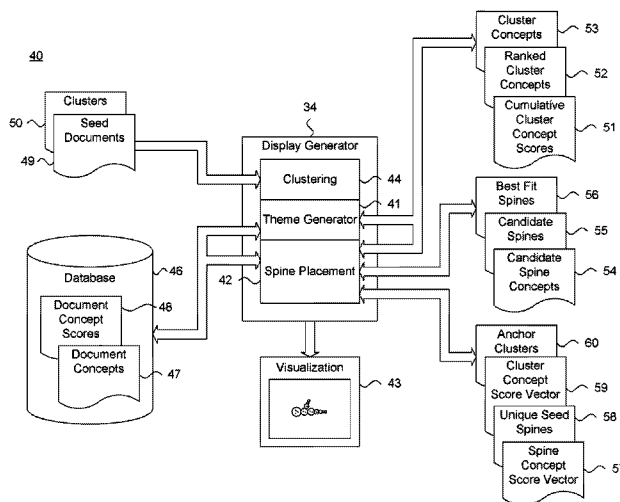 40
Clusters
50
Seed
Documents
49
34
Display Generator
Clustering
44
Theme Generator
41
Spine Placement
42
Database
46
Document
Concept
Scores
48
Document
Concepts
47
Visualization
43
Cluster
Concepts
53
Ranked
Cluster
Concepts
52
Cumulative
Cluster
Concept
Scores
51
Best Fit
Spines
56
Candidate
Spines
55
Candidate
Spine
Concepts
54
Anchor
Clusters
60
Cluster
Concept
Score Vector
59
Unique Seed
Spines
58
Spine
Concept
Score Vector